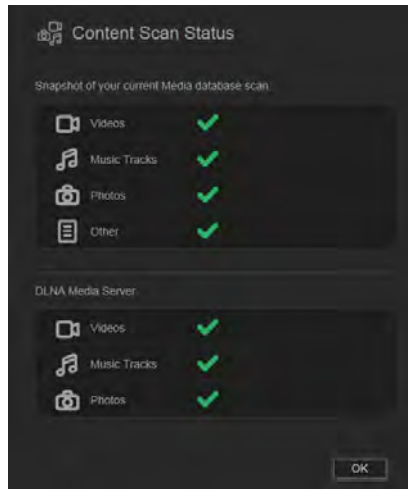 Content Scan Status
Snapshot of your current Media database scan:
Videos
Music Tracks
Photos
Other
DLNA Media Server:
Videos
Music Tracks
Photos
OK